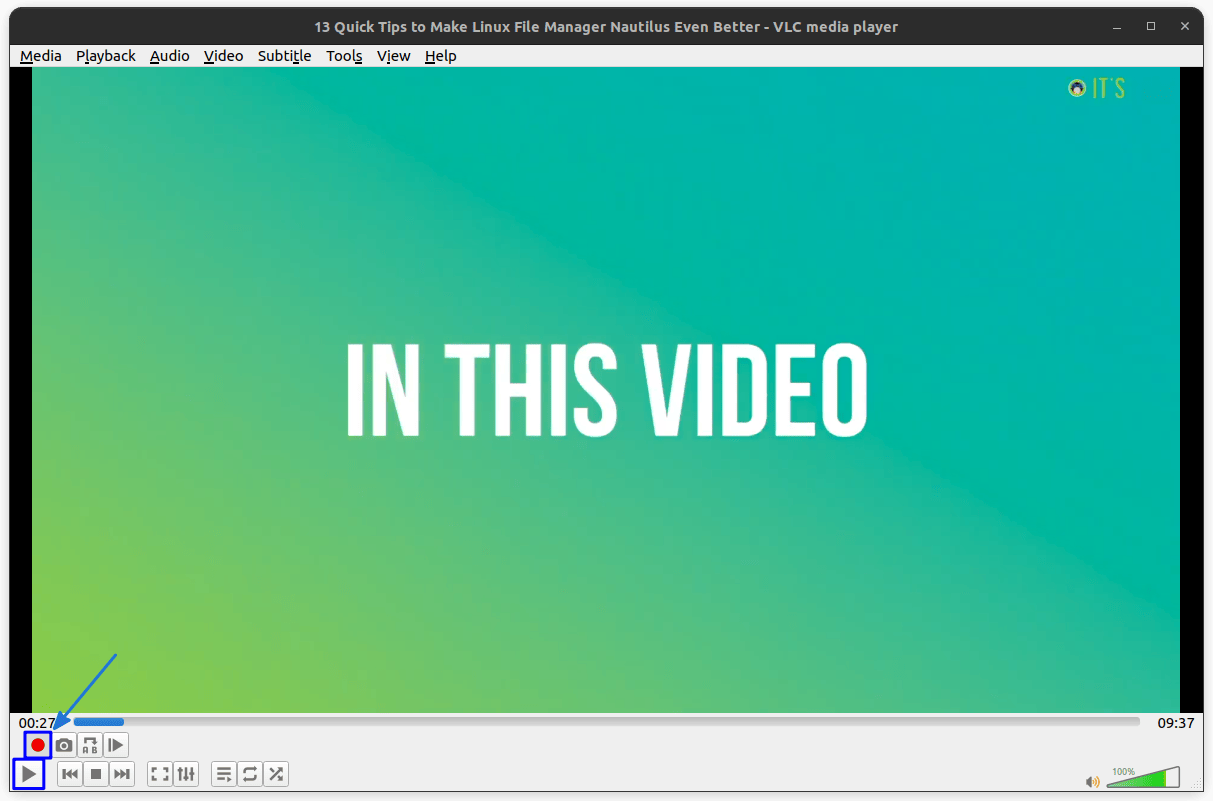 13 Quick Tips to Make Linux File Manager Nautilus Even Better - VLC media player
Media Playback Audio Video Subtitle Tools View Help
IT'S
IN THIS VIDEO
00:27 09:37
A B
100%